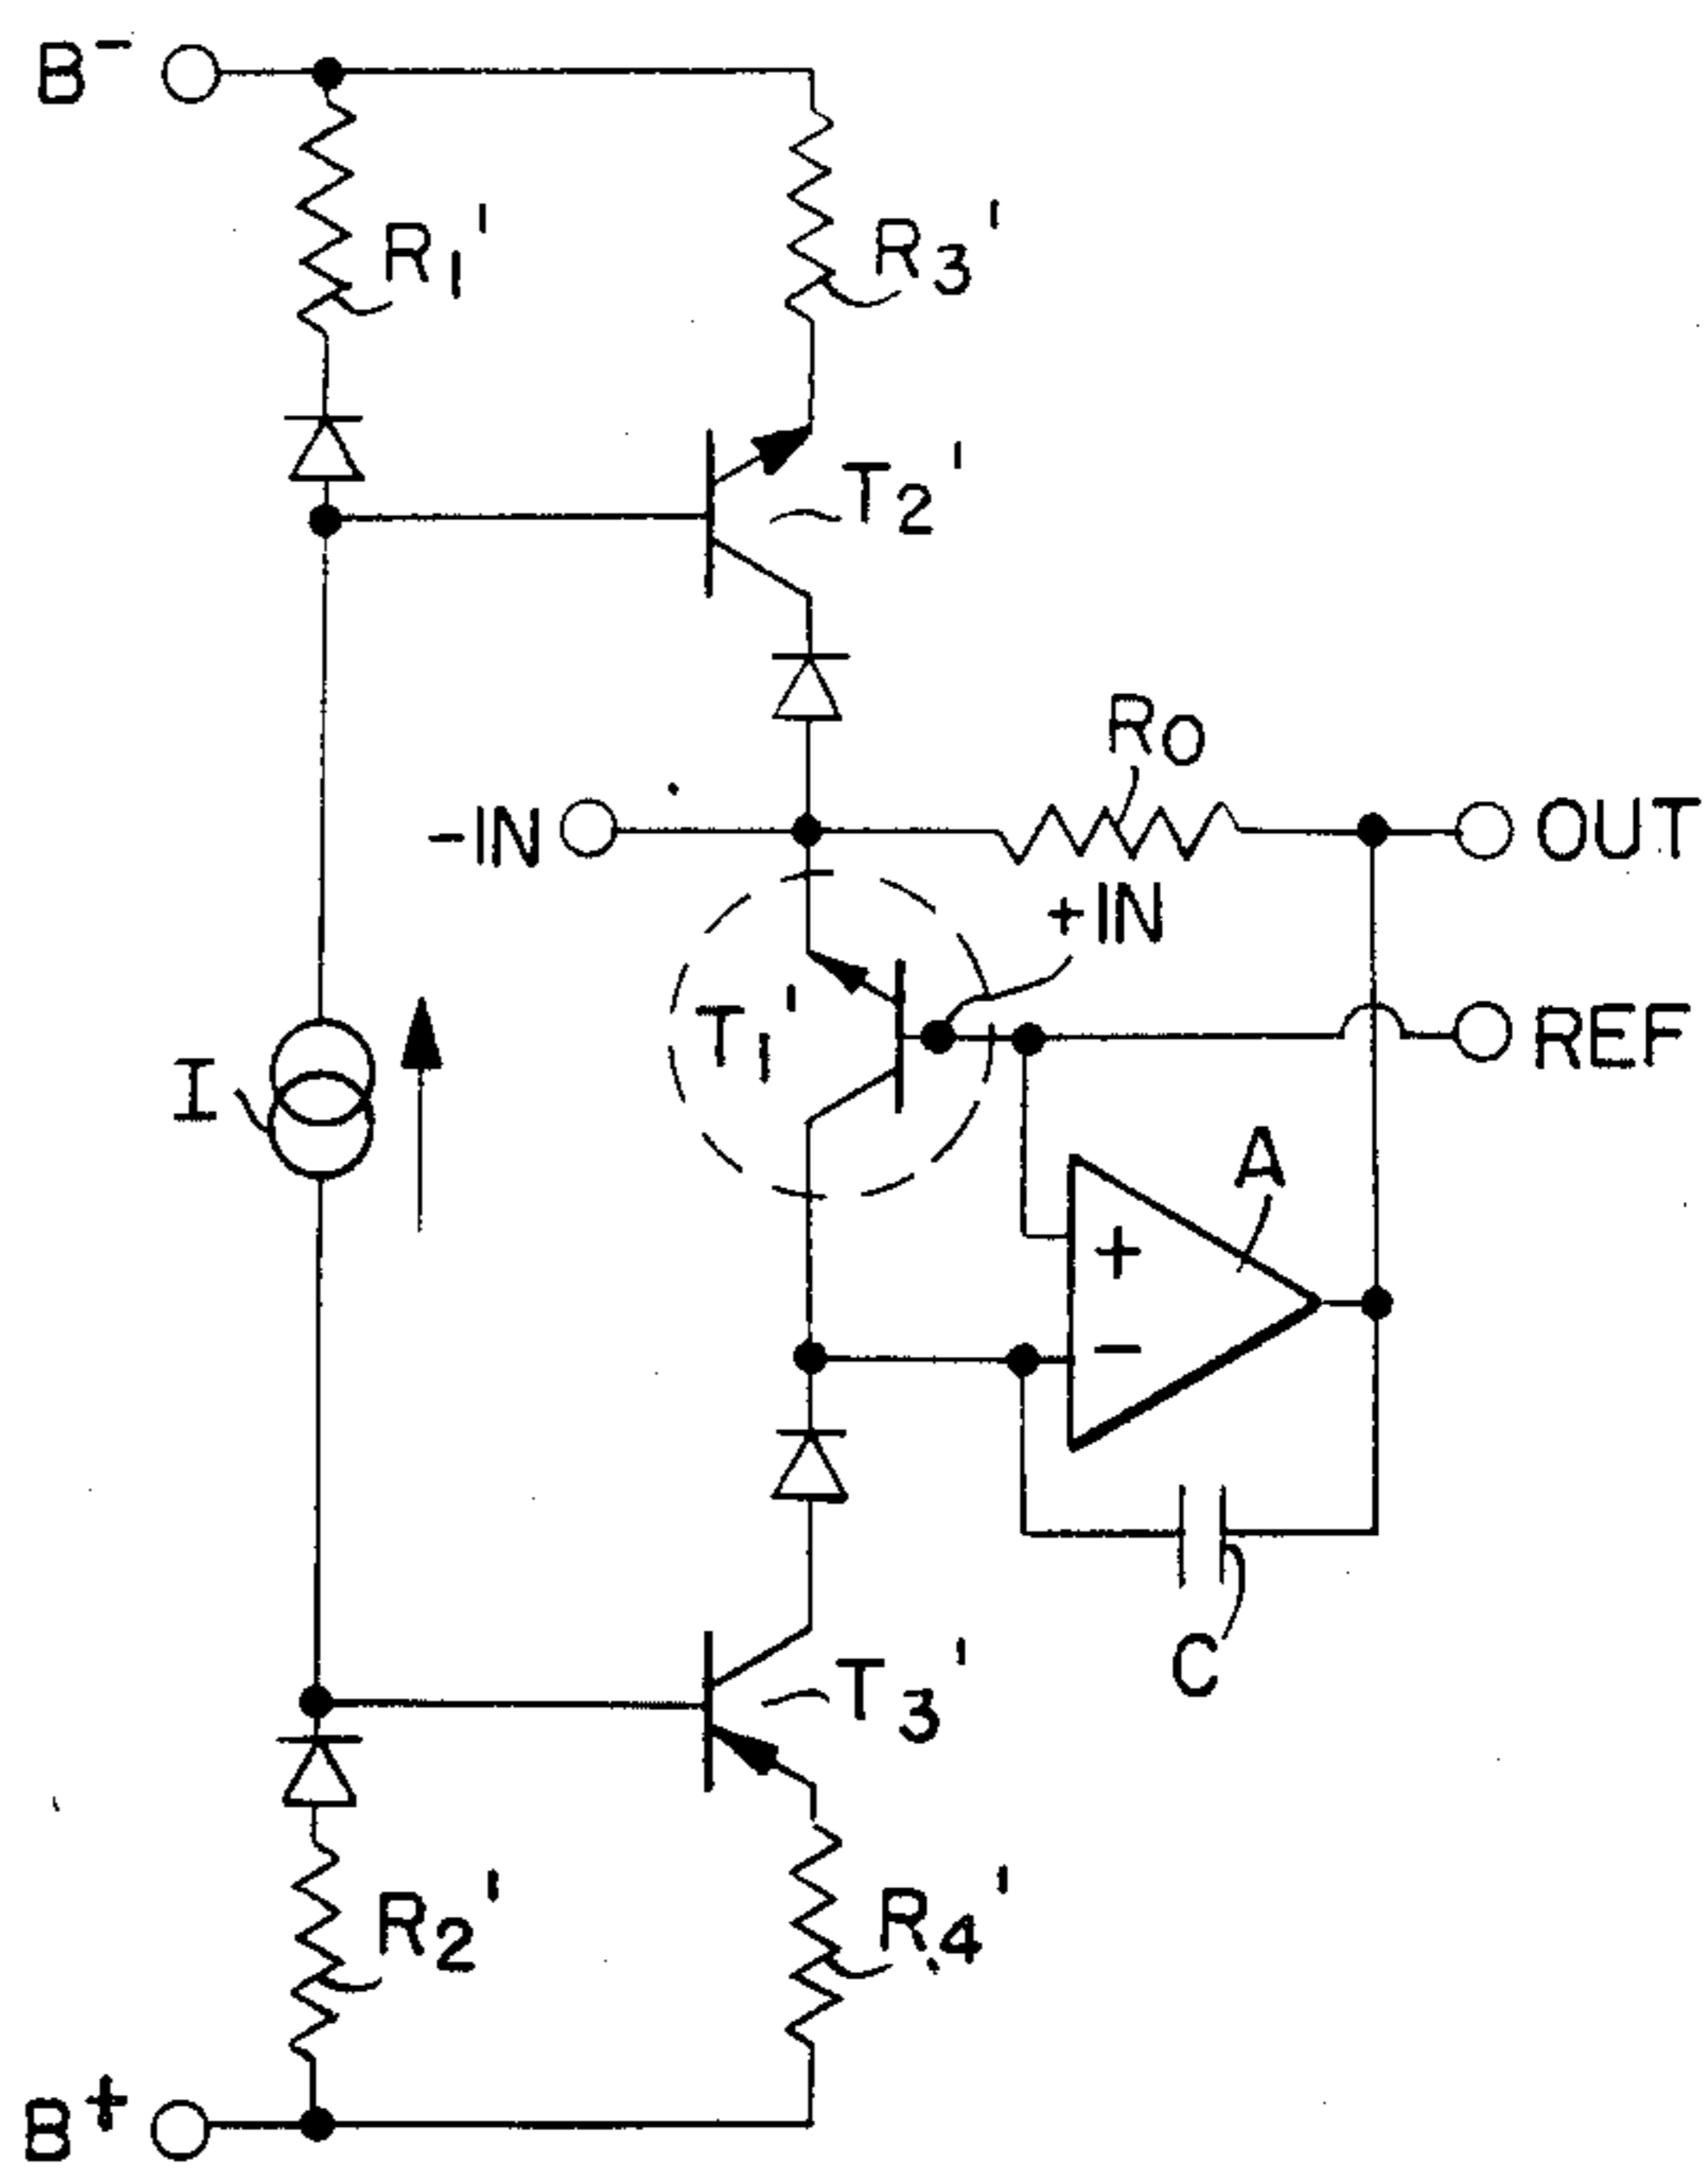 B⁻
R₁'
R₃'
T₂'
R₀
-IN
OUT
+IN
T₁'
REF
I
A
+
−
C
T₃'
R₂'
R₄'
B⁺